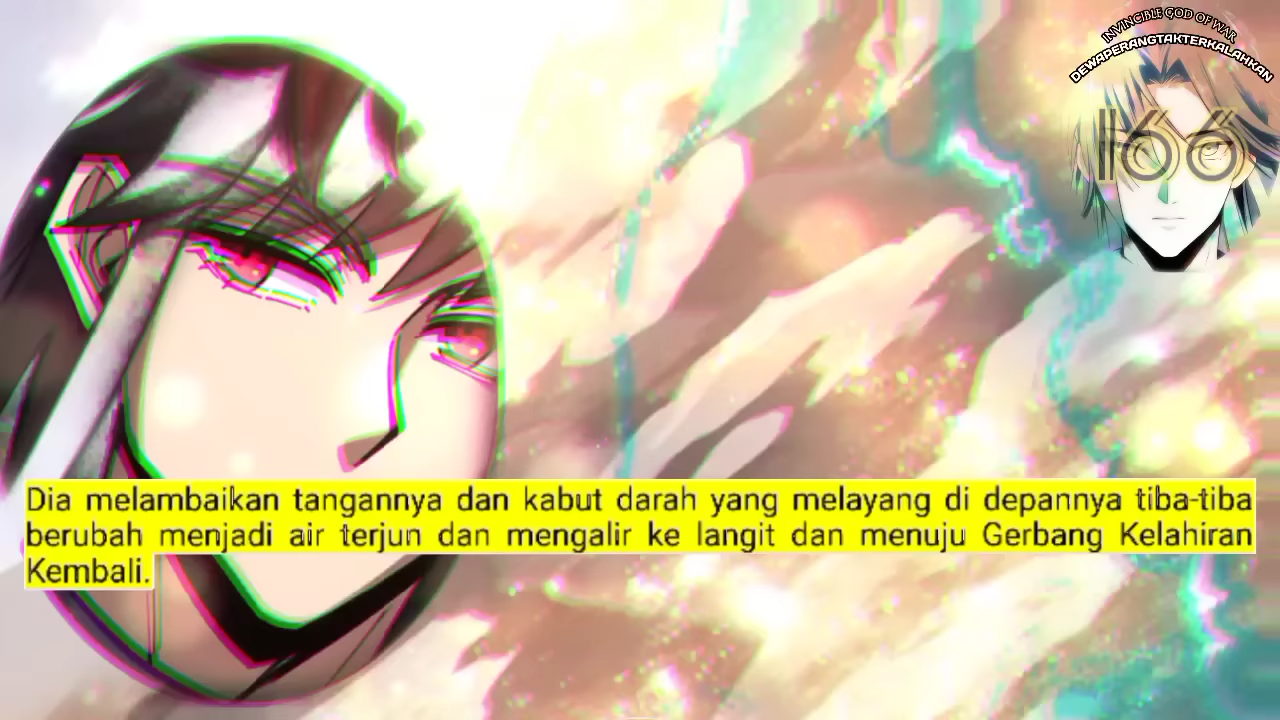 INVINCIBLE GOD OF WAR
DEWAPERANGTAKTERKALAHKAN
166
Dia melambaikan tangannya dan kabut darah yang melayang di depannya tiba-tiba
berubah menjadi air terjun dan mengalir ke langit dan menuju Gerbang Kelahiran
Kembali.